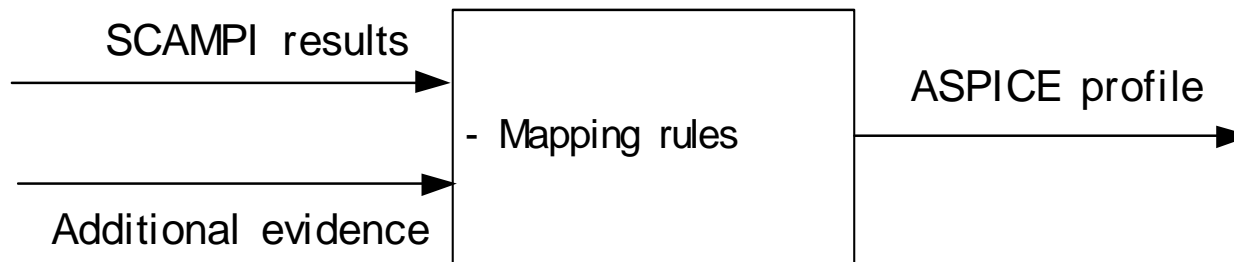 SCAMPI results
ASPICE profile
- Mapping rules
Additional evidence